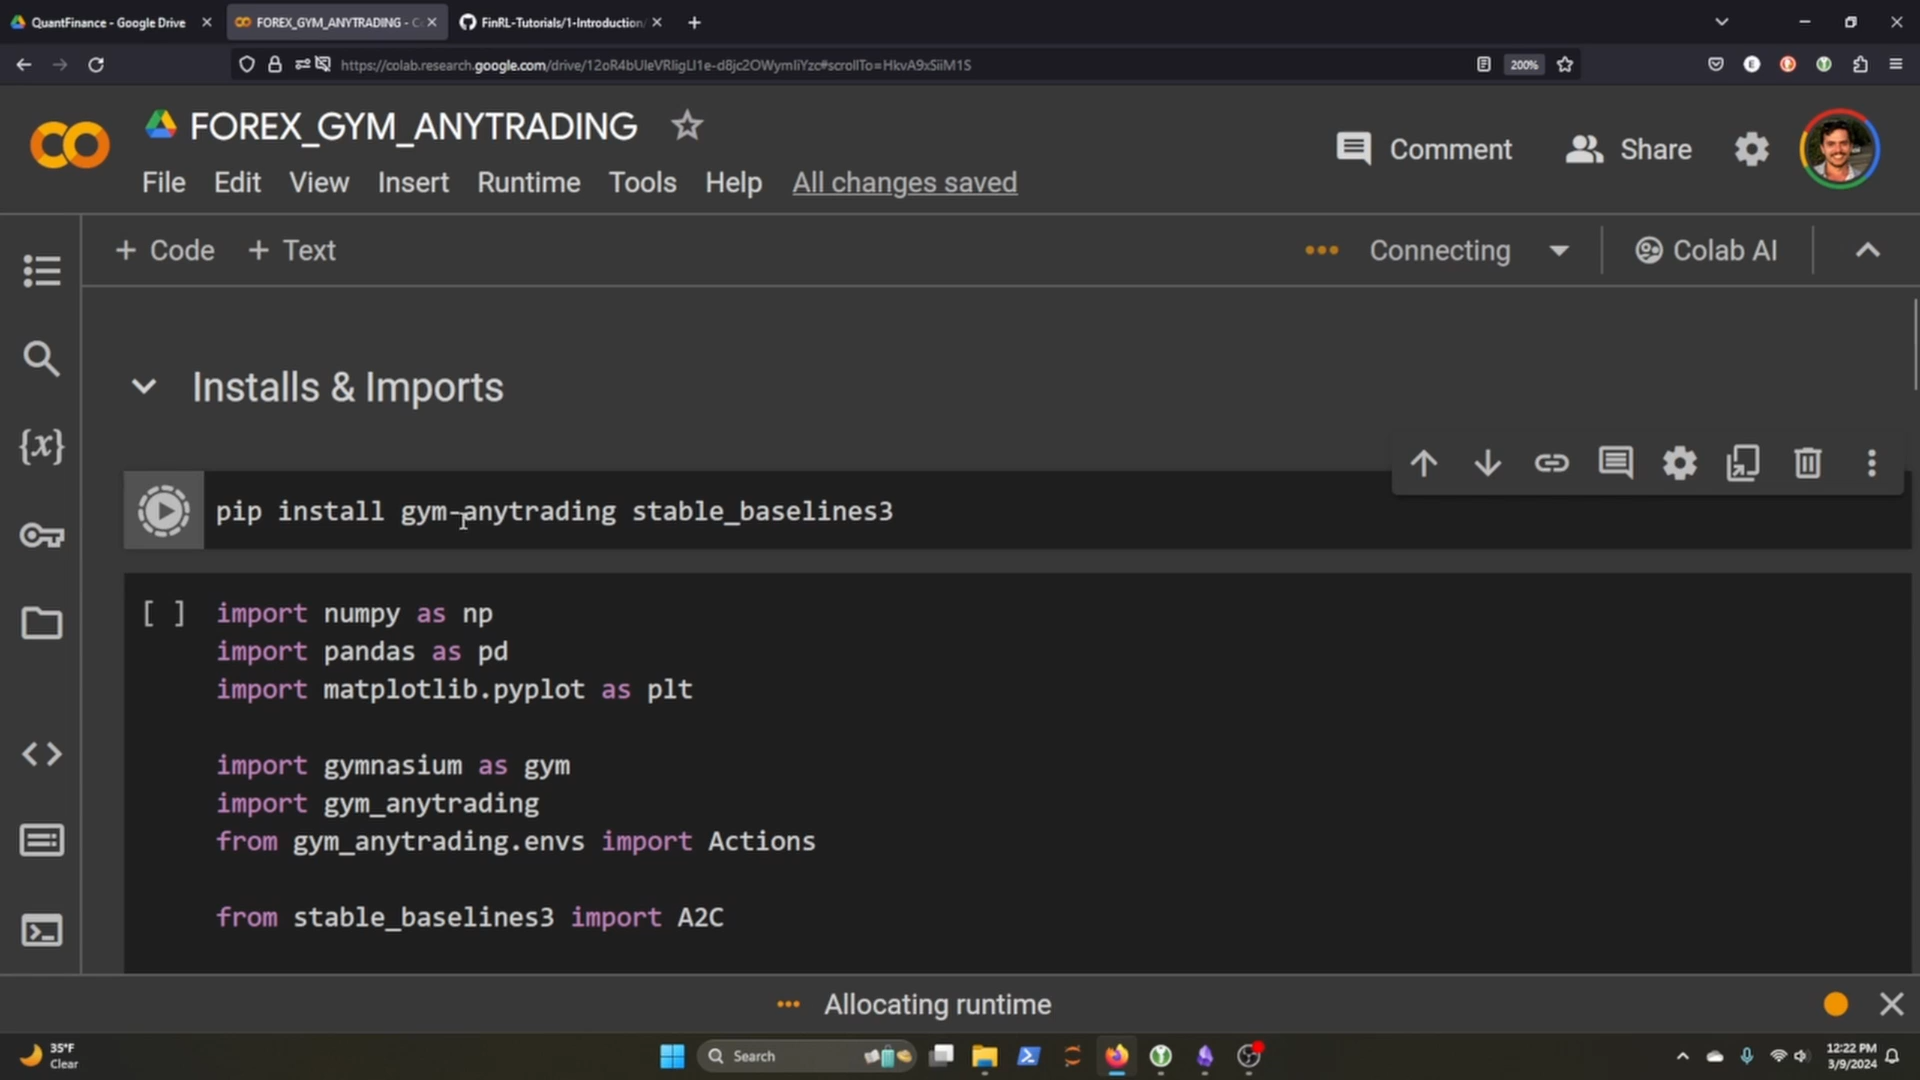 QuantFinance - Google Drive
FOREX_GYM_ANYTRADING - C
FinRL-Tutorials/1-Introduction
200%
FOREX_GYM_ANYTRADING
Comment
Share
File Edit View Insert Runtime Tools Help All changes saved
+ Code + Text
Connecting
Colab AI
Installs & Imports
pip install gym-anytrading stable_baselines3
[ ] import numpy as np
import pandas as pd
import matplotlib.pyplot as plt
import gymnasium as gym
import gym_anytrading
from gym_anytrading.envs import Actions
from stable_baselines3 import A2C
Allocating runtime
35°F
Clear
Search
12:22 PM
3/9/2024